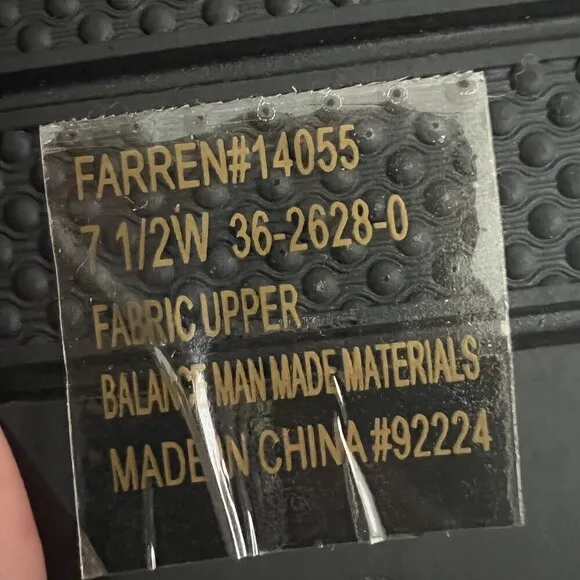 FARREN#14055
7 1/2W 36-2628-0
FABRIC UPPER
BALANCE MAN MADE MATERIALS
MADE IN CHINA #92224